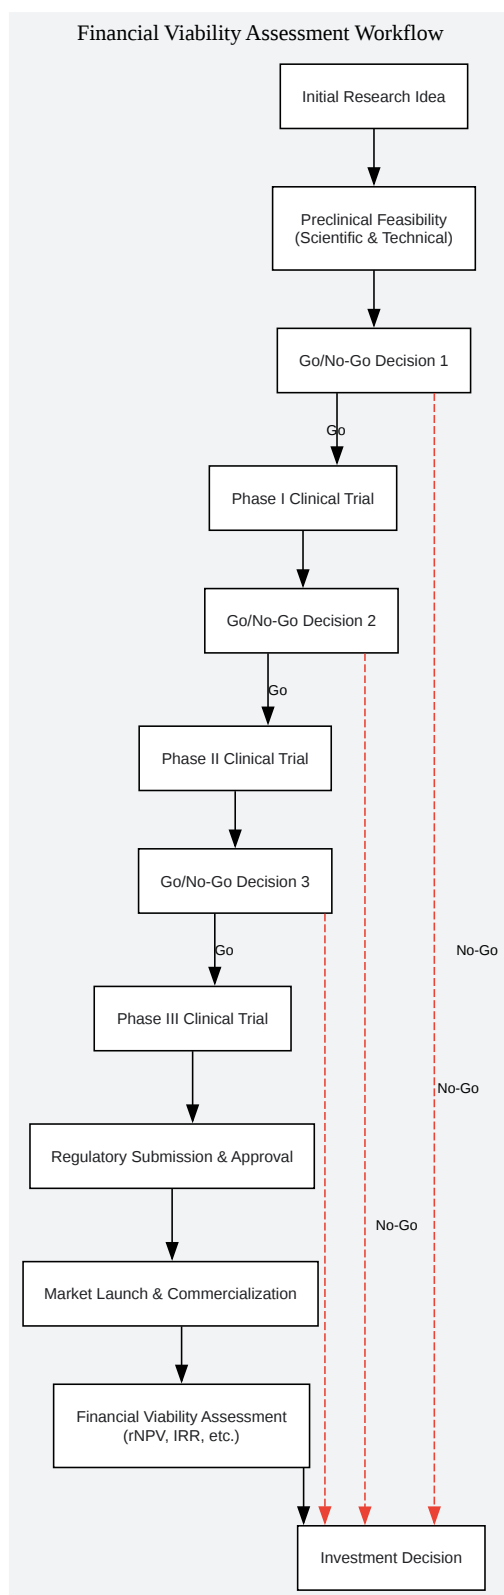 Financial Viability Assessment Workflow
Initial Research Idea
Preclinical Feasibility
(Scientific & Technical)
Go/No-Go Decision 1
Go
Phase I Clinical Trial
Go/No-Go Decision 2
Go
Phase II Clinical Trial
Go/No-Go Decision 3
Go
No-Go
Phase III Clinical Trial
No-Go
Regulatory Submission & Approval
No-Go
Market Launch & Commercialization
Financial Viability Assessment
(rNPV, IRR, etc.)
Investment Decision